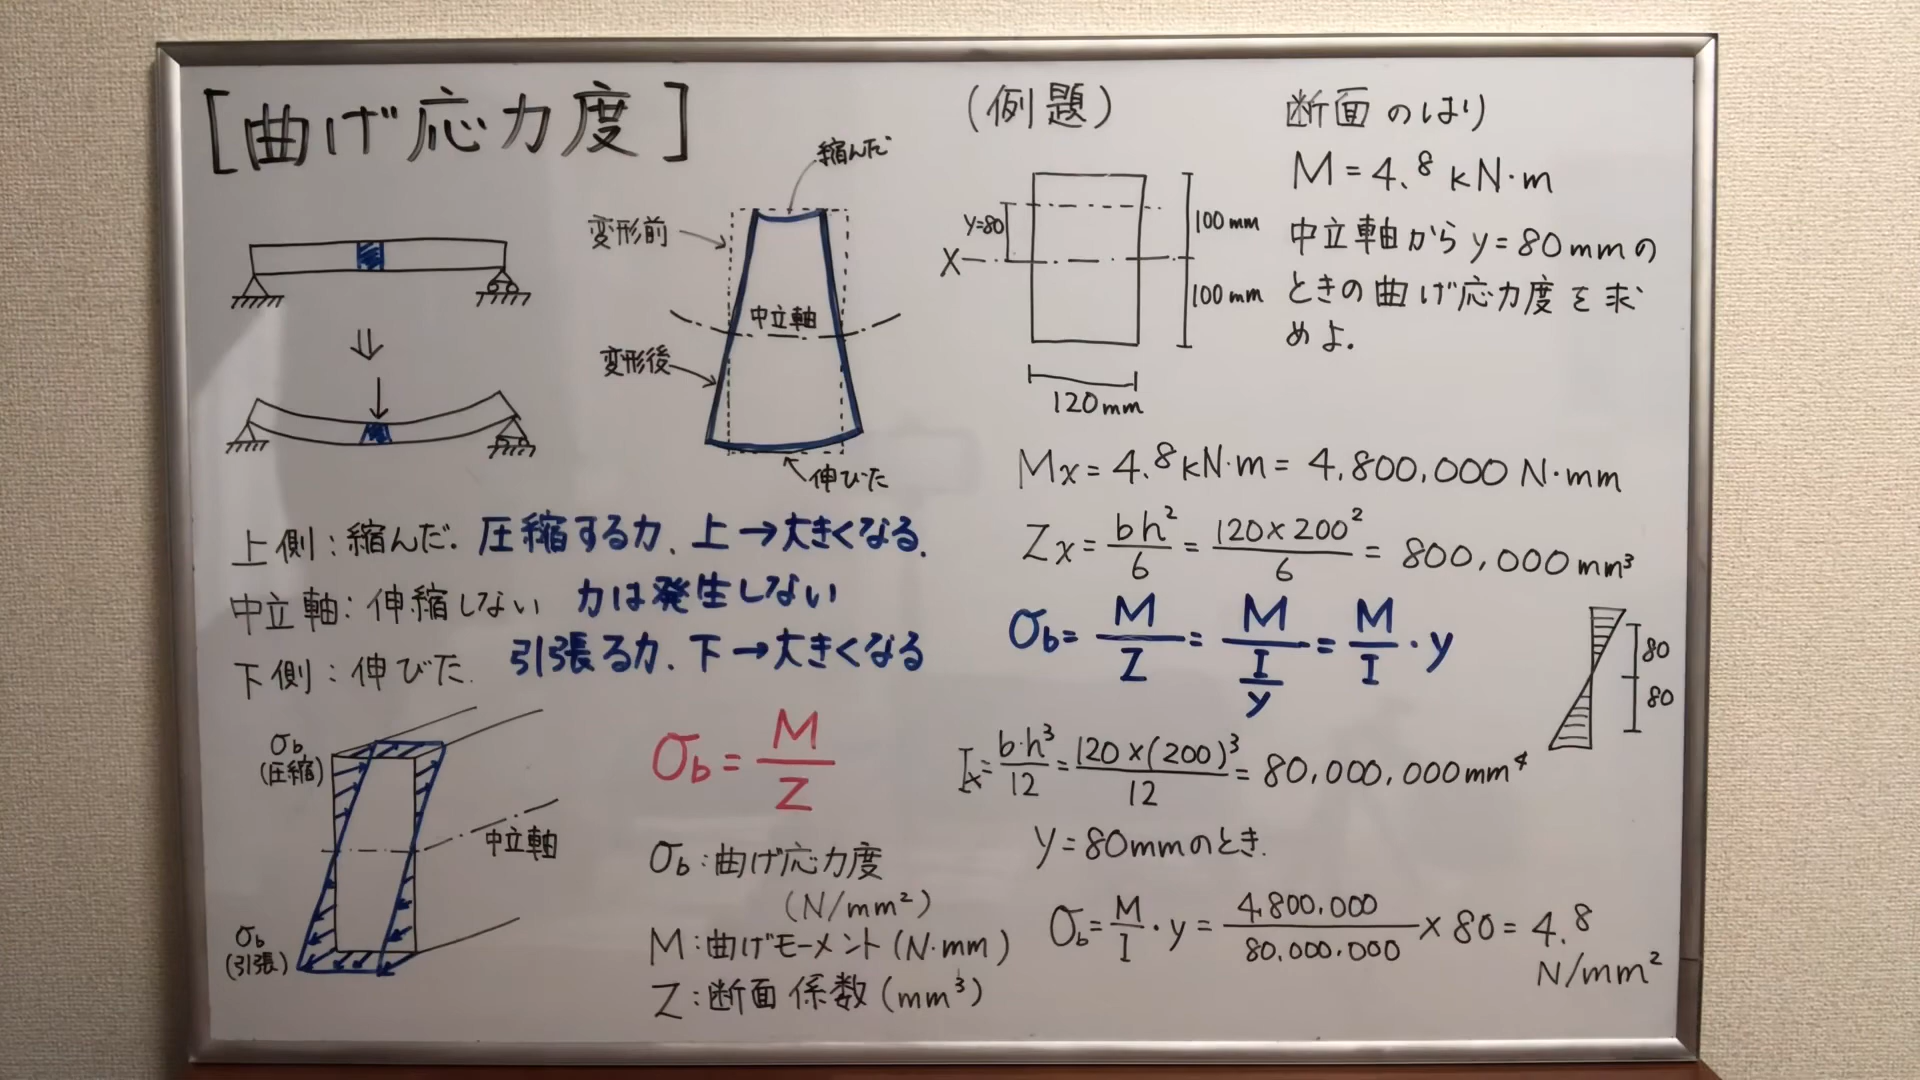 [曲げ応力度]
変形前
縮んだ
中立軸
変形後
伸びた
上側：縮んだ．圧縮する力、上→大きくなる．
中立軸：伸縮しない 力は発生しない
下側：伸びた．引張る力、下→大きくなる
σb
(圧縮)
中立軸
σb
(引張)
σb = M/Z
σb：曲げ応力度
(N/mm²)
M：曲げモーメント(N·mm)
Z：断面係数(mm³)
(例題)
y=80
X
100mm
100mm
120mm
断面のはり
M=4.8kN·m
中立軸からy=80mmの
ときの曲げ応力度を求
めよ．
Mx=4.8kN·m=4,800,000N·mm
Zx=bh²/6=120×200²/6=800,000mm³
σb=M/Z=M/(I/y)=M/I·y
80
80
Ix=b·h³/12=120×(200)³/12=80,000,000mm⁴
y=80mmのとき．
σb=M/I·y=4,800,000/80,000,000×80=4.8
N/mm²